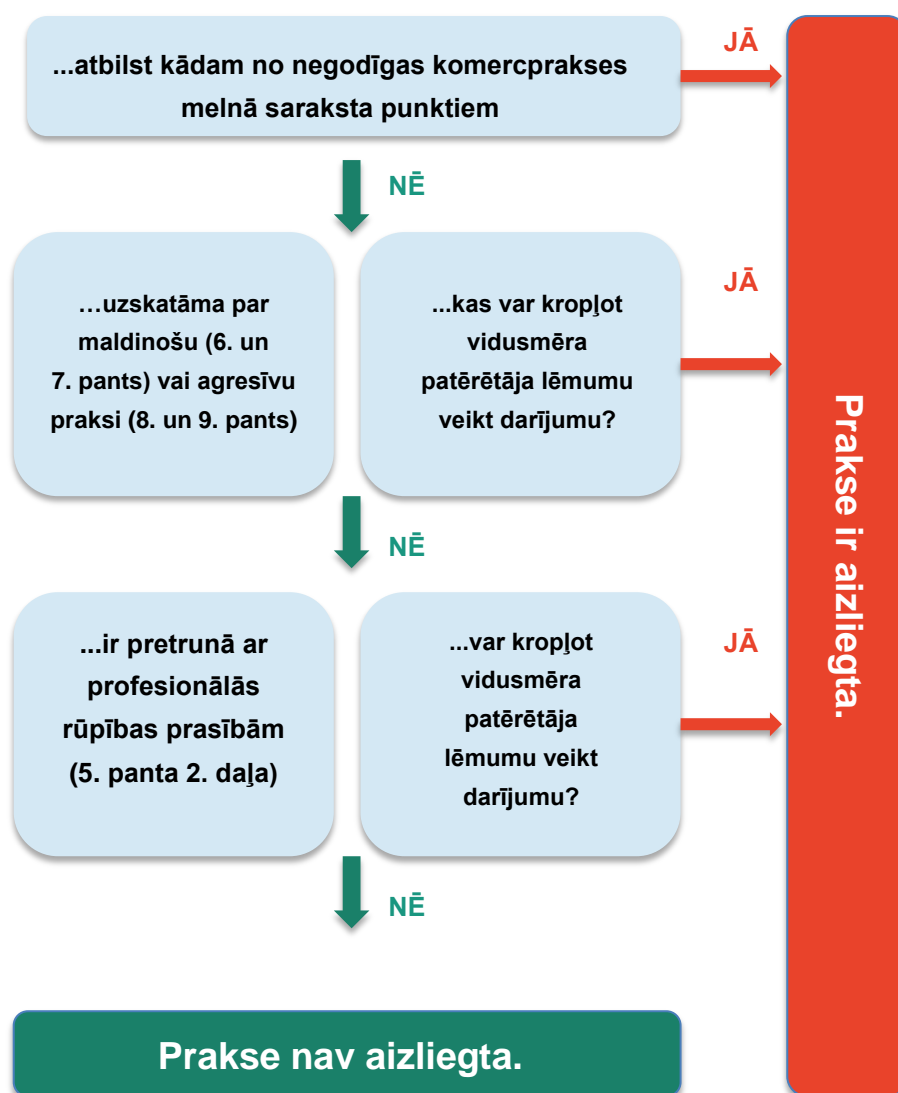 ...atbilst kādam no negodīgas komercprakses
melnā saraksta punktiem
JĀ
NĒ
...uzskatāma par
maldinošu (6. un
7. pants) vai agresīvu
praksi (8. un 9. pants)
...kas var kropļot
vidusmēra
patērētāja lēmumu
veikt darījumu?
JĀ
NĒ
...ir pretrunā ar
profesionālās
rūpības prasībām
(5. panta 2. daļa)
...var kropļot
vidusmēra
patērētāja
lēmumu veikt
darījumu?
JĀ
NĒ
Prakse ir aizliegta.
Prakse nav aizliegta.